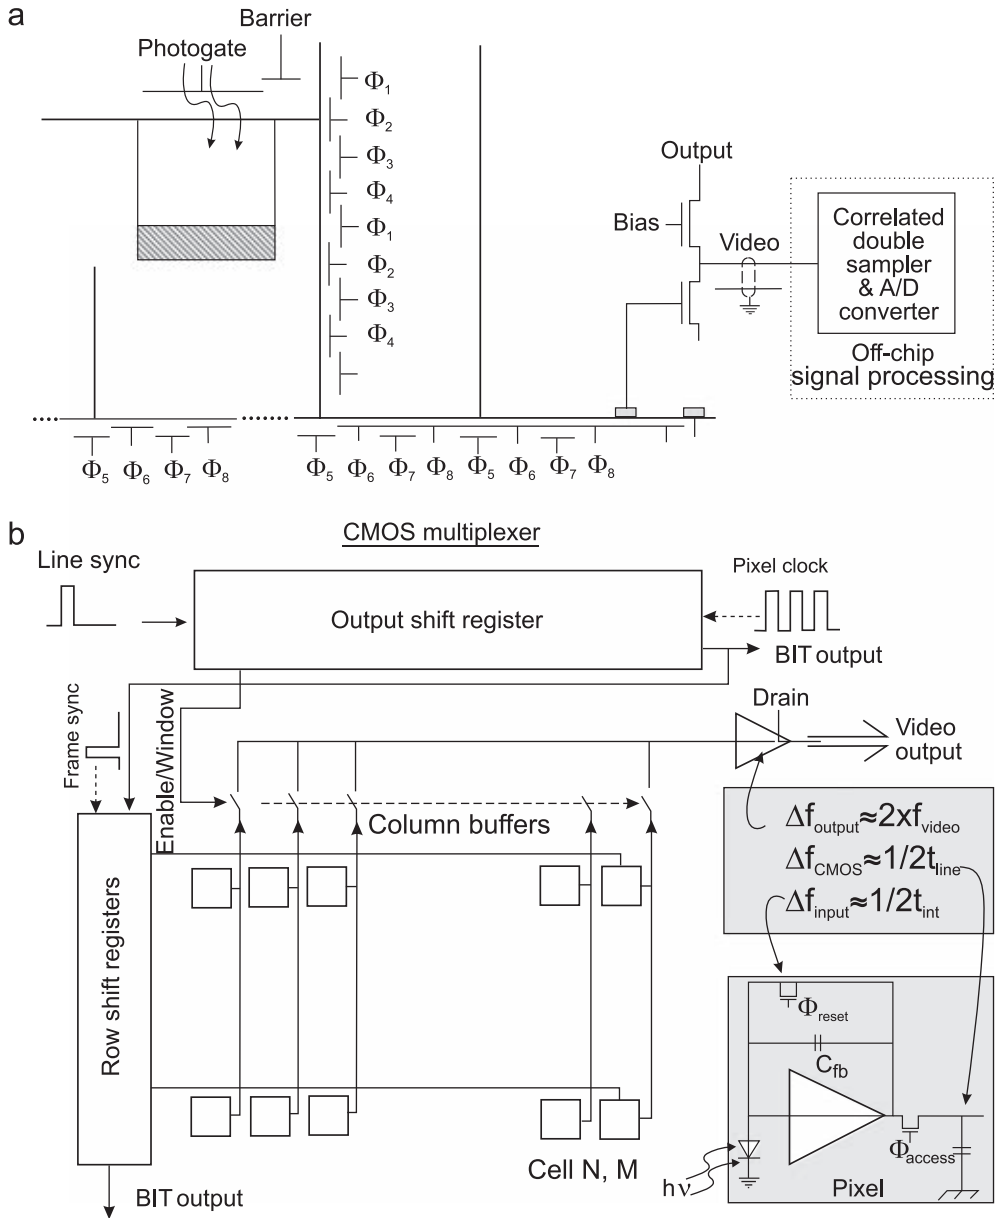 a
Barrier
Photogate
Φ1
Φ2
Φ3
Φ4
Φ1
Φ2
Φ3
Φ4
Output
Bias
Video
Correlated
double
sampler
& A/D
converter
Off-chip
signal processing
Φ5 Φ6 Φ7 Φ8 Φ5 Φ6 Φ7 Φ8 Φ5 Φ6 Φ7 Φ8
b
CMOS multiplexer
Line sync
Output shift register
Pixel clock
BIT output
Frame sync
Enable/Window
Drain
Video
output
Column buffers
Δfoutput≈2xfvideo
ΔfCMOS≈1/2tline
Δfinput≈1/2tint
Row shift registers
Φreset
Cfb
Φaccess
hν
Pixel
Cell N, M
BIT output